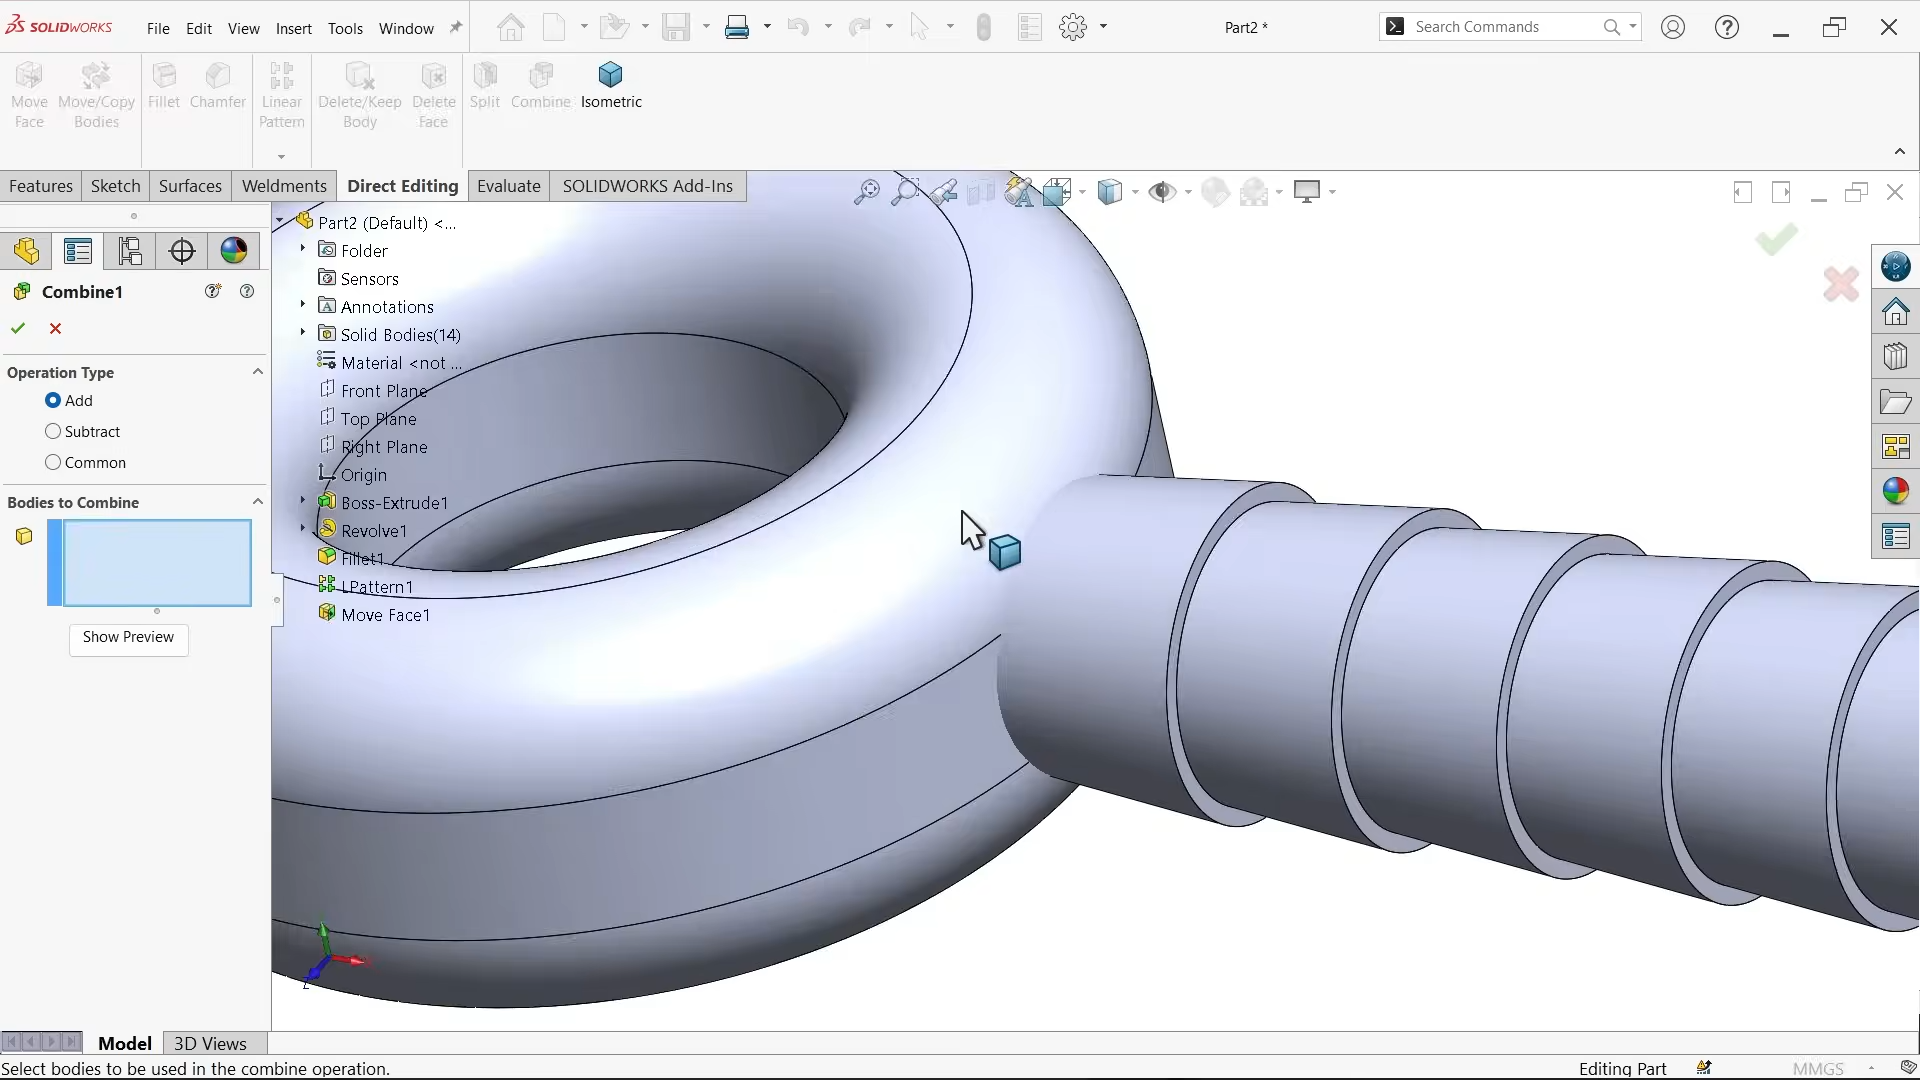 SOLIDWORKS File Edit View Insert Tools Window Part2 * Search Commands
Move Face Move/Copy Bodies Fillet Chamfer Linear Pattern Delete/Keep Body Delete Face Split Combine Isometric
Features Sketch Surfaces Weldments Direct Editing Evaluate SOLIDWORKS Add-Ins
Combine1
Operation Type
Add
Subtract
Common
Bodies to Combine
Show Preview
Part2 (Default) <...
Folder
Sensors
Annotations
Solid Bodies(14)
Material <not ...
Front Plane
Top Plane
Right Plane
Origin
Boss-Extrude1
Revolve1
Fillet1
LPattern1
Move Face1
Z
Model 3D Views
Select bodies to be used in the combine operation. Editing Part MMGS